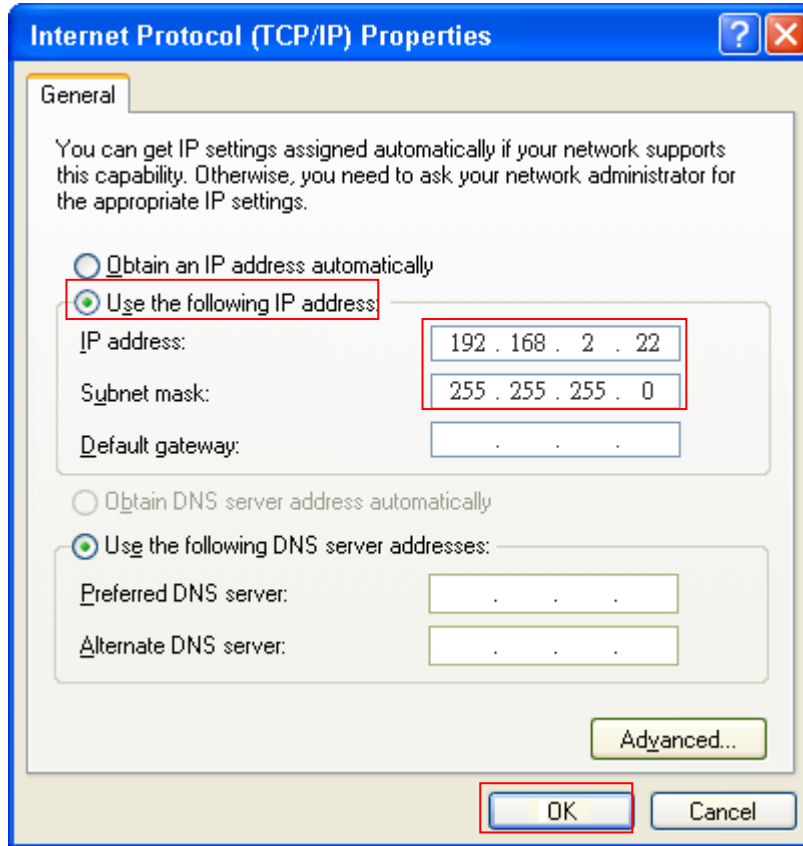 Internet Protocol (TCP/IP) Properties
General
You can get IP settings assigned automatically if your network supports
this capability. Otherwise, you need to ask your network administrator for
the appropriate IP settings.
Obtain an IP address automatically
Use the following IP address:
IP address: 192 . 168 . 2 . 22
Subnet mask: 255 . 255 . 255 . 0
Default gateway: . . .
Obtain DNS server address automatically
Use the following DNS server addresses:
Preferred DNS server: . . .
Alternate DNS server: . . .
Advanced...
OK Cancel